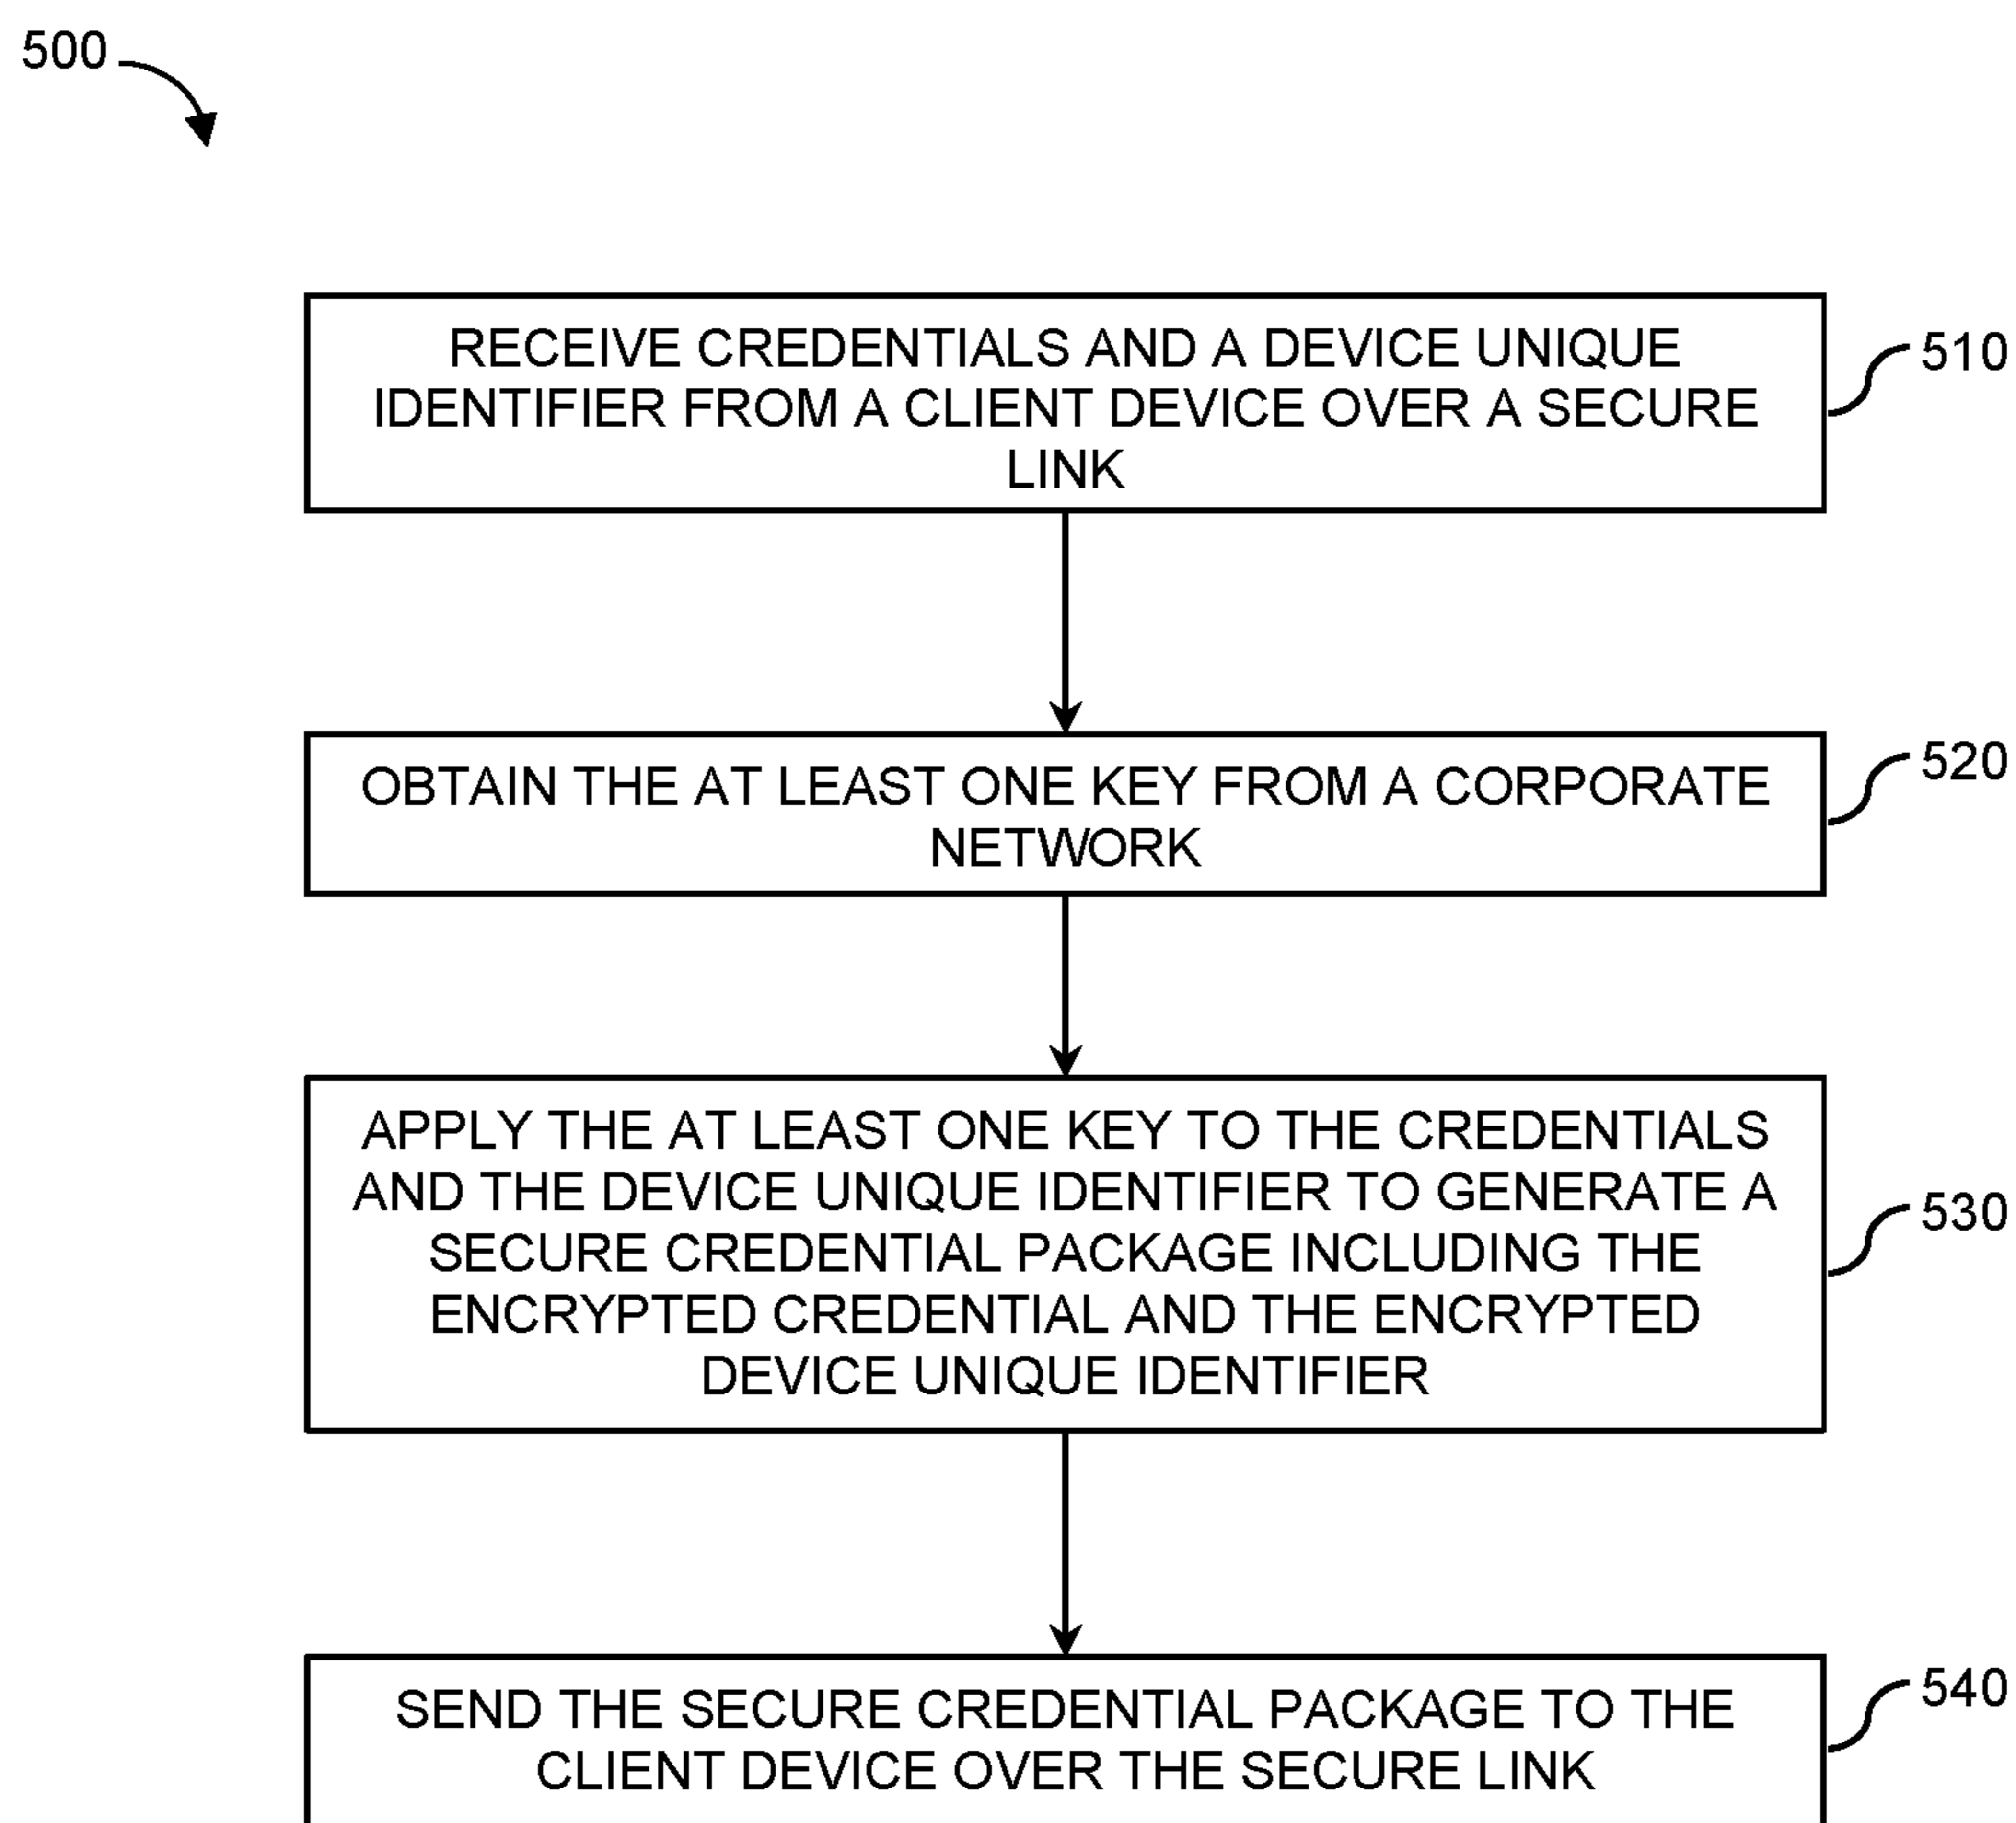 500
RECEIVE CREDENTIALS AND A DEVICE UNIQUE
IDENTIFIER FROM A CLIENT DEVICE OVER A SECURE
LINK
510
OBTAIN THE AT LEAST ONE KEY FROM A CORPORATE
NETWORK
520
APPLY THE AT LEAST ONE KEY TO THE CREDENTIALS
AND THE DEVICE UNIQUE IDENTIFIER TO GENERATE A
SECURE CREDENTIAL PACKAGE INCLUDING THE
ENCRYPTED CREDENTIAL AND THE ENCRYPTED
DEVICE UNIQUE IDENTIFIER
530
SEND THE SECURE CREDENTIAL PACKAGE TO THE
CLIENT DEVICE OVER THE SECURE LINK
540